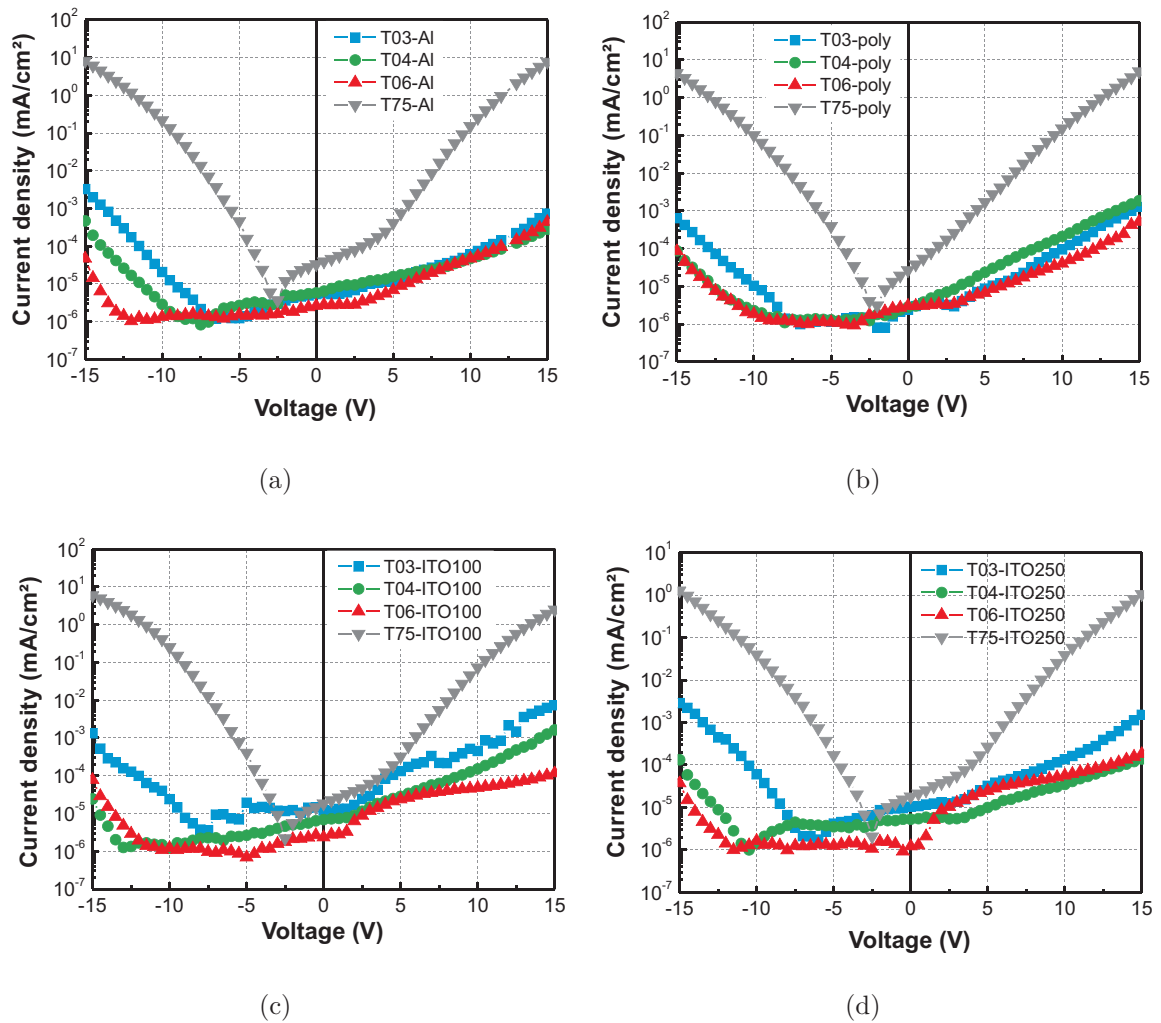 Current density (mA/cm²)
10²
10¹
10⁰
10⁻¹
10⁻²
10⁻³
10⁻⁴
10⁻⁵
10⁻⁶
10⁻⁷
T03-Al
T04-Al
T06-Al
T75-Al
-15 -10 -5 0 5 10 15
Voltage (V)
(a)
Current density (mA/cm²)
10²
10¹
10⁰
10⁻¹
10⁻²
10⁻³
10⁻⁴
10⁻⁵
10⁻⁶
10⁻⁷
T03-poly
T04-poly
T06-poly
T75-poly
-15 -10 -5 0 5 10 15
Voltage (V)
(b)
Current density (mA/cm²)
10²
10¹
10⁰
10⁻¹
10⁻²
10⁻³
10⁻⁴
10⁻⁵
10⁻⁶
10⁻⁷
T03-ITO100
T04-ITO100
T06-ITO100
T75-ITO100
-15 -10 -5 0 5 10 15
Voltage (V)
(c)
Current density (mA/cm²)
10¹
10⁰
10⁻¹
10⁻²
10⁻³
10⁻⁴
10⁻⁵
10⁻⁶
10⁻⁷
T03-ITO250
T04-ITO250
T06-ITO250
T75-ITO250
-15 -10 -5 0 5 10 15
Voltage (V)
(d)